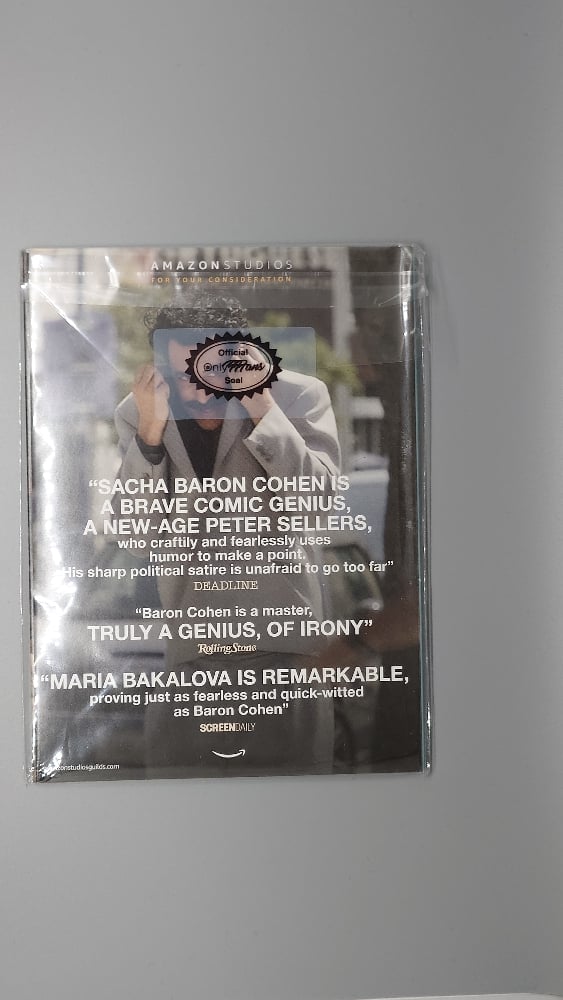 AMAZONSTUDIOS
FOR YOUR CONSIDERATION
Official
Seal
“SACHA BARON COHEN IS
A BRAVE COMIC GENIUS,
A NEW-AGE PETER SELLERS,
who craftily and fearlessly uses
humor to make a point.
His sharp political satire is unafraid to go too far”
DEADLINE
“Baron Cohen is a master,
TRULY A GENIUS, OF IRONY”
RollingStone
“MARIA BAKALOVA IS REMARKABLE,
proving just as fearless and quick-witted
as Baron Cohen”
SCREENDAILY